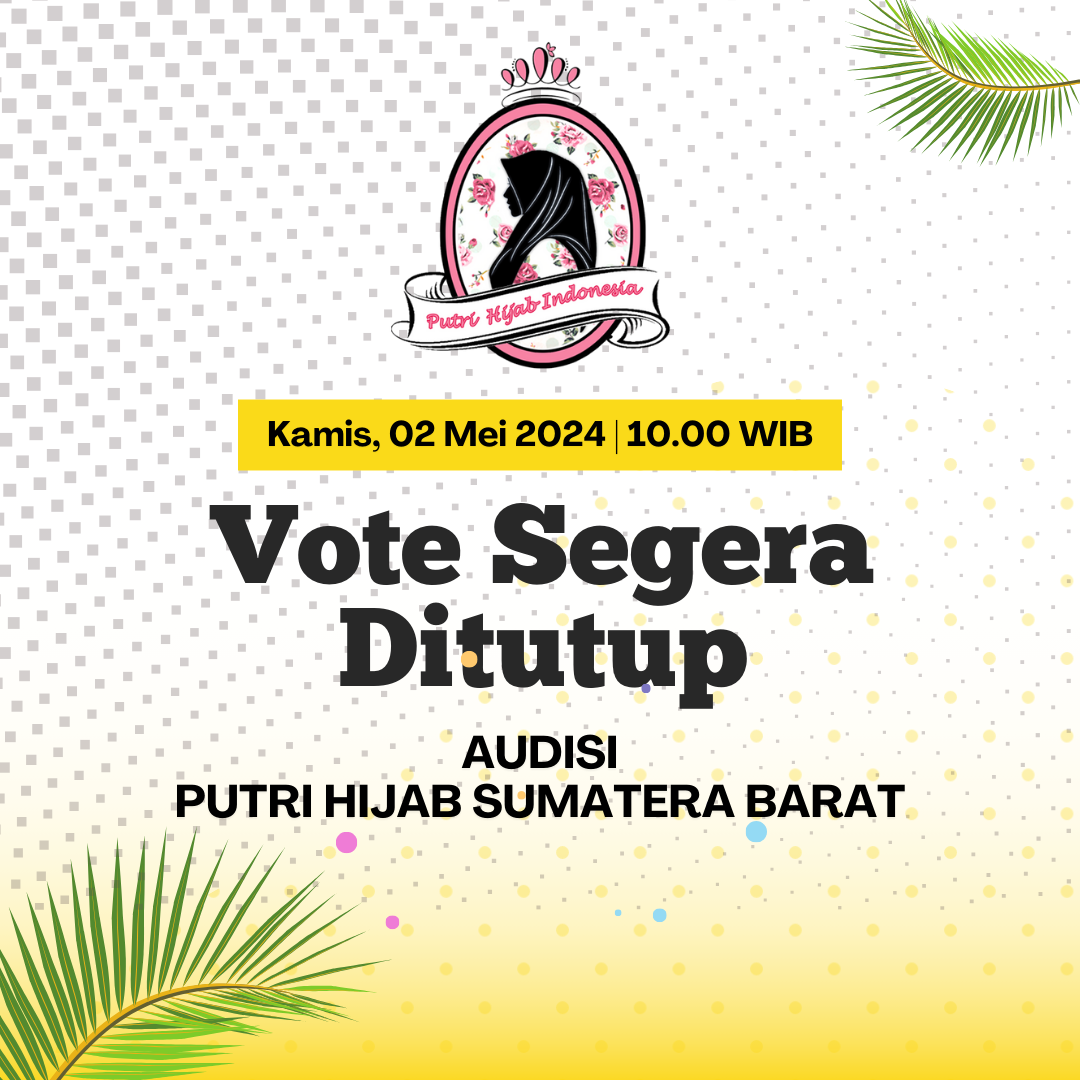 Putri Hijab Indonesia
Kamis, 02 Mei 2024 | 10.00 WIB
Vote Segera
Ditutup
AUDISI
PUTRI HIJAB SUMATERA BARAT